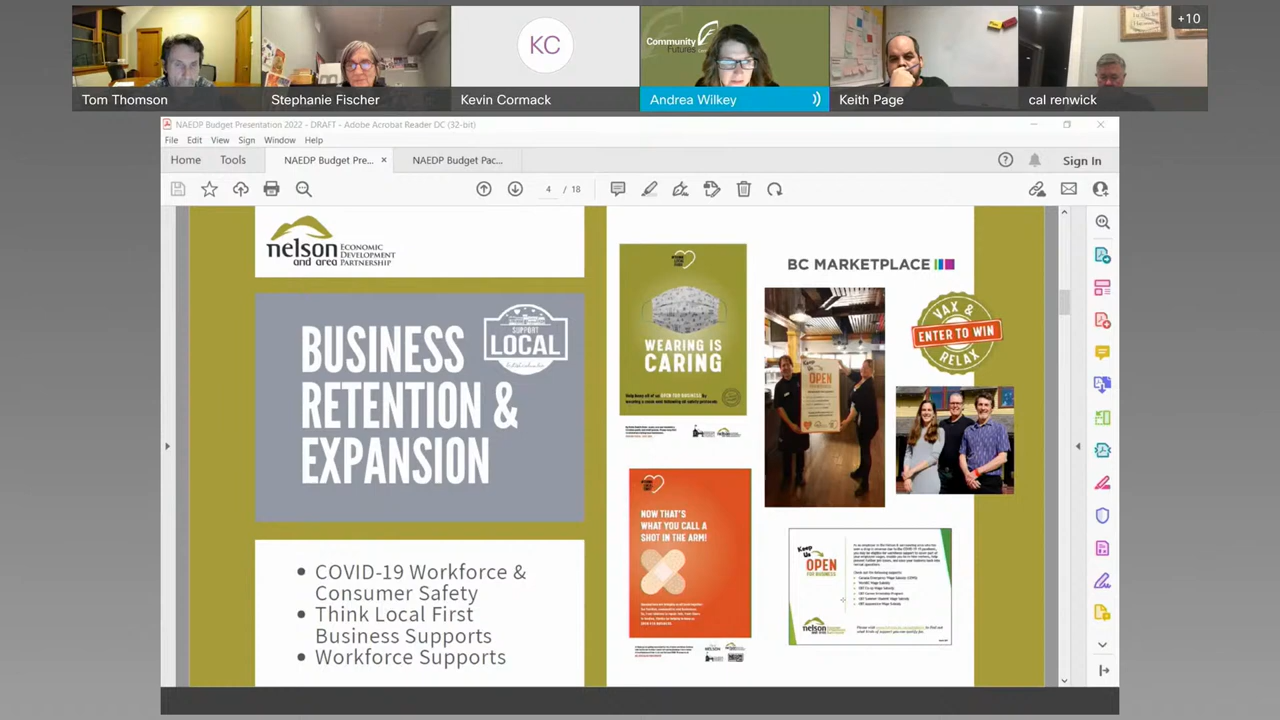 KC
+10
Community
Futures
Tom Thomson
Stephanie Fischer
Kevin Cormack
Andrea Wilkey
Keith Page
cal renwick
NAEDP Budget Presentation 2022 - DRAFT - Adobe Acrobat Reader DC (32-bit)
File Edit View Sign Window Help
Home Tools NAEDP Budget Pre... × NAEDP Budget Pac... Sign In
4 / 18
nelson
and area
ECONOMIC
DEVELOPMENT
PARTNERSHIP
BUSINESS
RETENTION &
EXPANSION
SUPPORT
LOCAL
• COVID-19 Workforce &
Consumer Safety
• Think Local First
Business Supports
• Workforce Supports
WEARING IS
CARING
BC MARKETPLACE
VAX &
ENTER TO WIN
RELAX
OPEN
NOW THAT'S
WHAT YOU CALL A
SHOT IN THE ARM!
Keep Us
OPEN
FOR BUSINESS
nelson